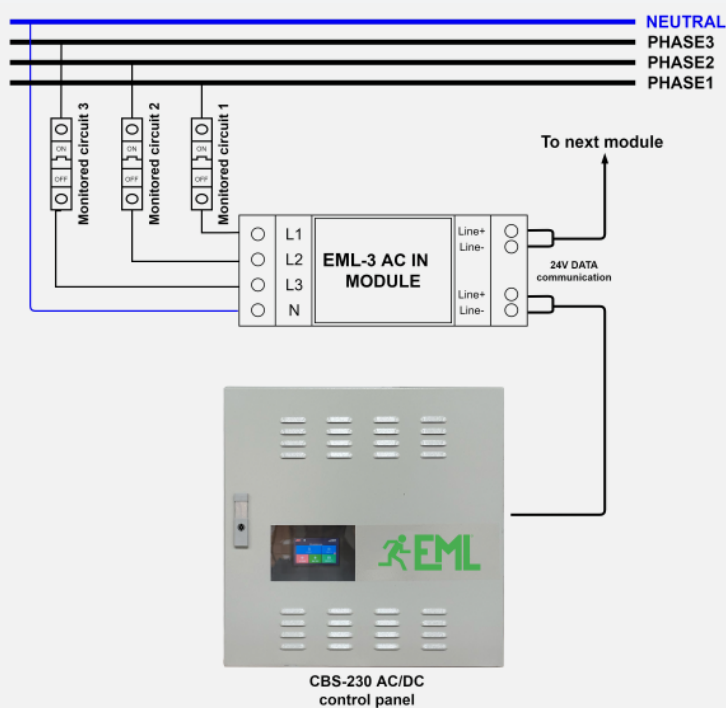 NEUTRAL
PHASE3
PHASE2
PHASE1
Monitored circuit 3
Monitored circuit 2
Monitored circuit 1
ON
OFF
ON
OFF
ON
OFF
To next module
L1
L2
L3
N
EML-3 AC IN
MODULE
Line+
Line-
Line+
Line-
24V DATA
communication
EML
CBS-230 AC/DC
control panel